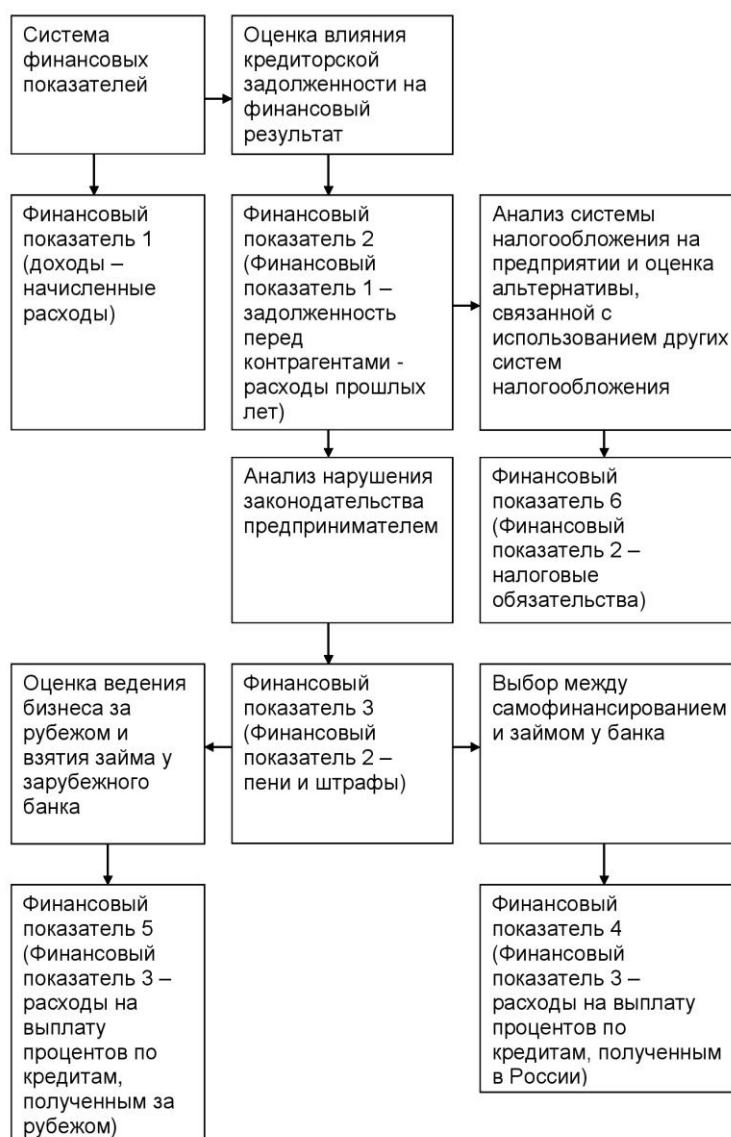 Система
финансовых
показателей
Оценка влияния
кредиторской
задолженности на
финансовый
результат
Финансовый
показатель 1
(доходы –
начисленные
расходы)
Финансовый
показатель 2
(Финансовый
показатель 1 –
задолженность
перед
контрагентами -
расходы прошлых
лет)
Анализ системы
налогообложения на
предприятии и оценка
альтернативы,
связанной с
использованием других
систем
налогообложения
Анализ нарушения
законодательства
предпринимателем
Финансовый
показатель 6
(Финансовый
показатель 2 –
налоговые
обязательства)
Оценка ведения
бизнеса за
рубежом и
взятия займа у
зарубежного
банка
Финансовый
показатель 3
(Финансовый
показатель 2 –
пени и штрафы)
Выбор между
самофинансированием
и займом у банка
Финансовый
показатель 5
(Финансовый
показатель 3 –
расходы на
выплату
процентов по
кредитам,
полученным за
рубежом)
Финансовый
показатель 4
(Финансовый
показатель 3 –
расходы на выплату
процентов по
кредитам, полученным
в России)